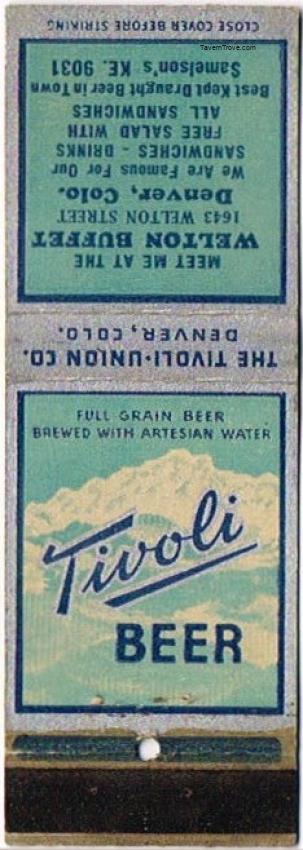 TavernTrove.com
CLOSE COVER BEFORE STRIKING
MEET ME AT THE
WELTON BUFFET
1643 WELTON STREET
Denver, Colo.
We Are Famous For Our
SANDWICHES - DRINKS
FREE SALAD WITH
ALL SANDWICHES
Best Kept Draught Beer in Town
Samelson's KE. 9031
THE TIVOLI-UNION CO.
DENVER, COLO.
FULL GRAIN BEER
BREWED WITH ARTESIAN WATER
Tivoli
BEER